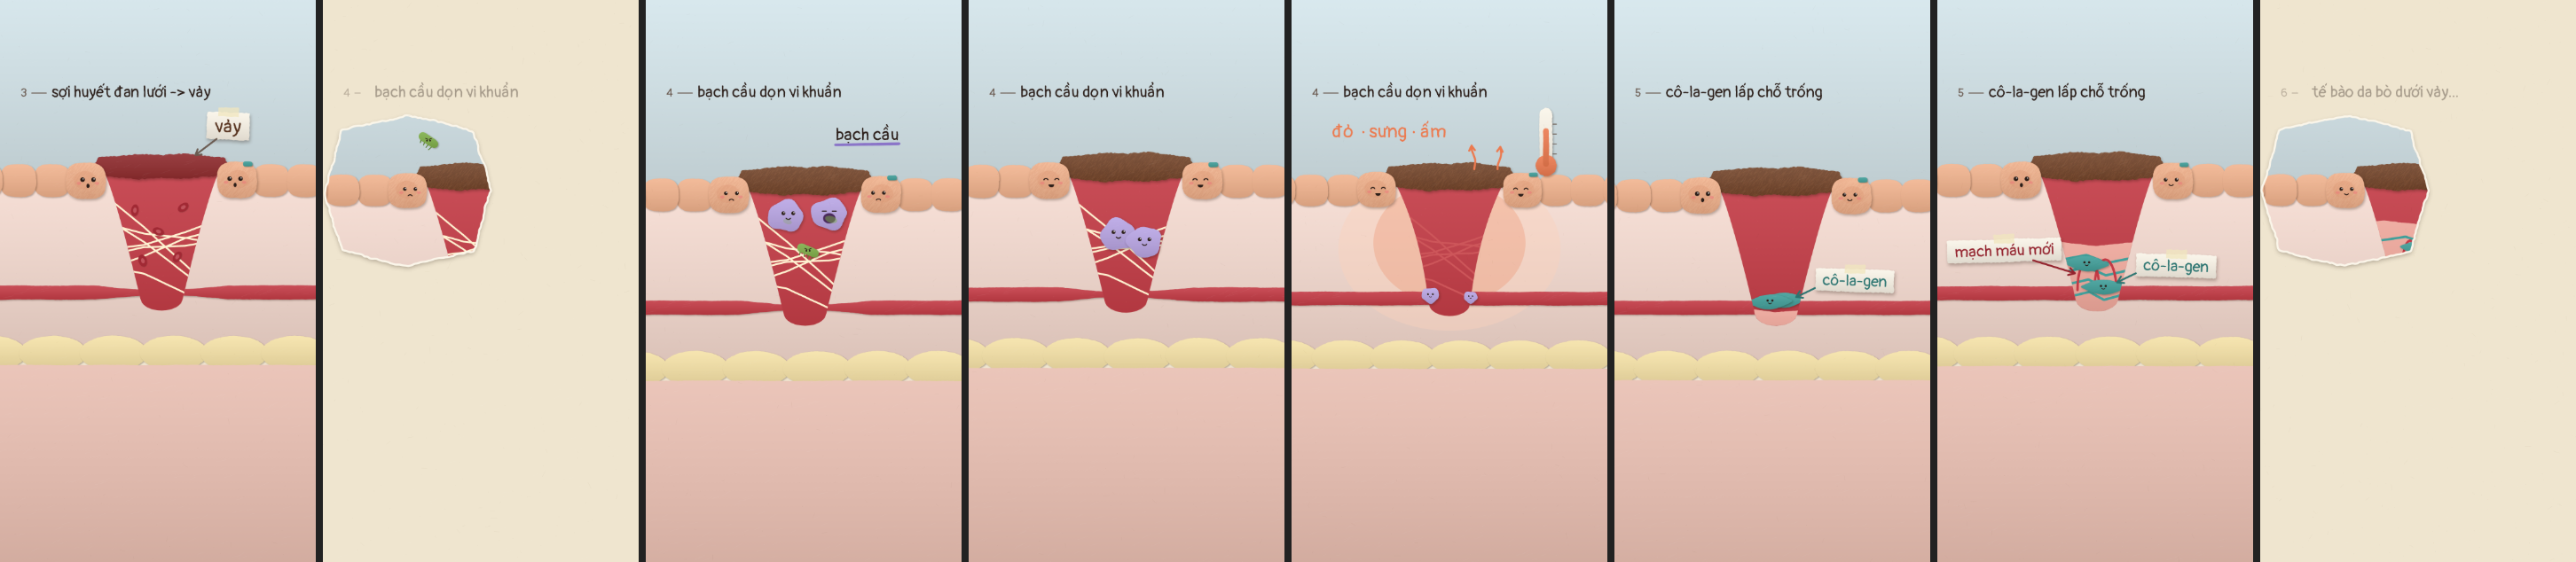 3 — sợi huyết đan lưới -> vảy
vảy
4 – bạch cầu dọn vi khuẩn
4 — bạch cầu dọn vi khuẩn
bạch cầu
4 — bạch cầu dọn vi khuẩn
4 — bạch cầu dọn vi khuẩn
đỏ · sưng · ấm
5 — cô-la-gen lấp chỗ trống
cô-la-gen
5 — cô-la-gen lấp chỗ trống
mạch máu mới
cô-la-gen
6 – tế bào da bò dưới vảy...